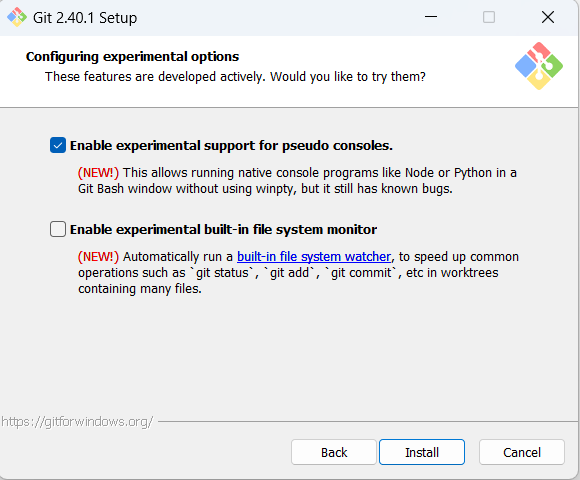 Git 2.40.1 Setup
Configuring experimental options
These features are developed actively. Would you like to try them?
Enable experimental support for pseudo consoles.
(NEW!) This allows running native console programs like Node or Python in a
Git Bash window without using winpty, but it still has known bugs.
Enable experimental built-in file system monitor
(NEW!) Automatically run a built-in file system watcher, to speed up common
operations such as `git status`, `git add`, `git commit`, etc in worktrees
containing many files.
https://gitforwindows.org/
Back Install Cancel